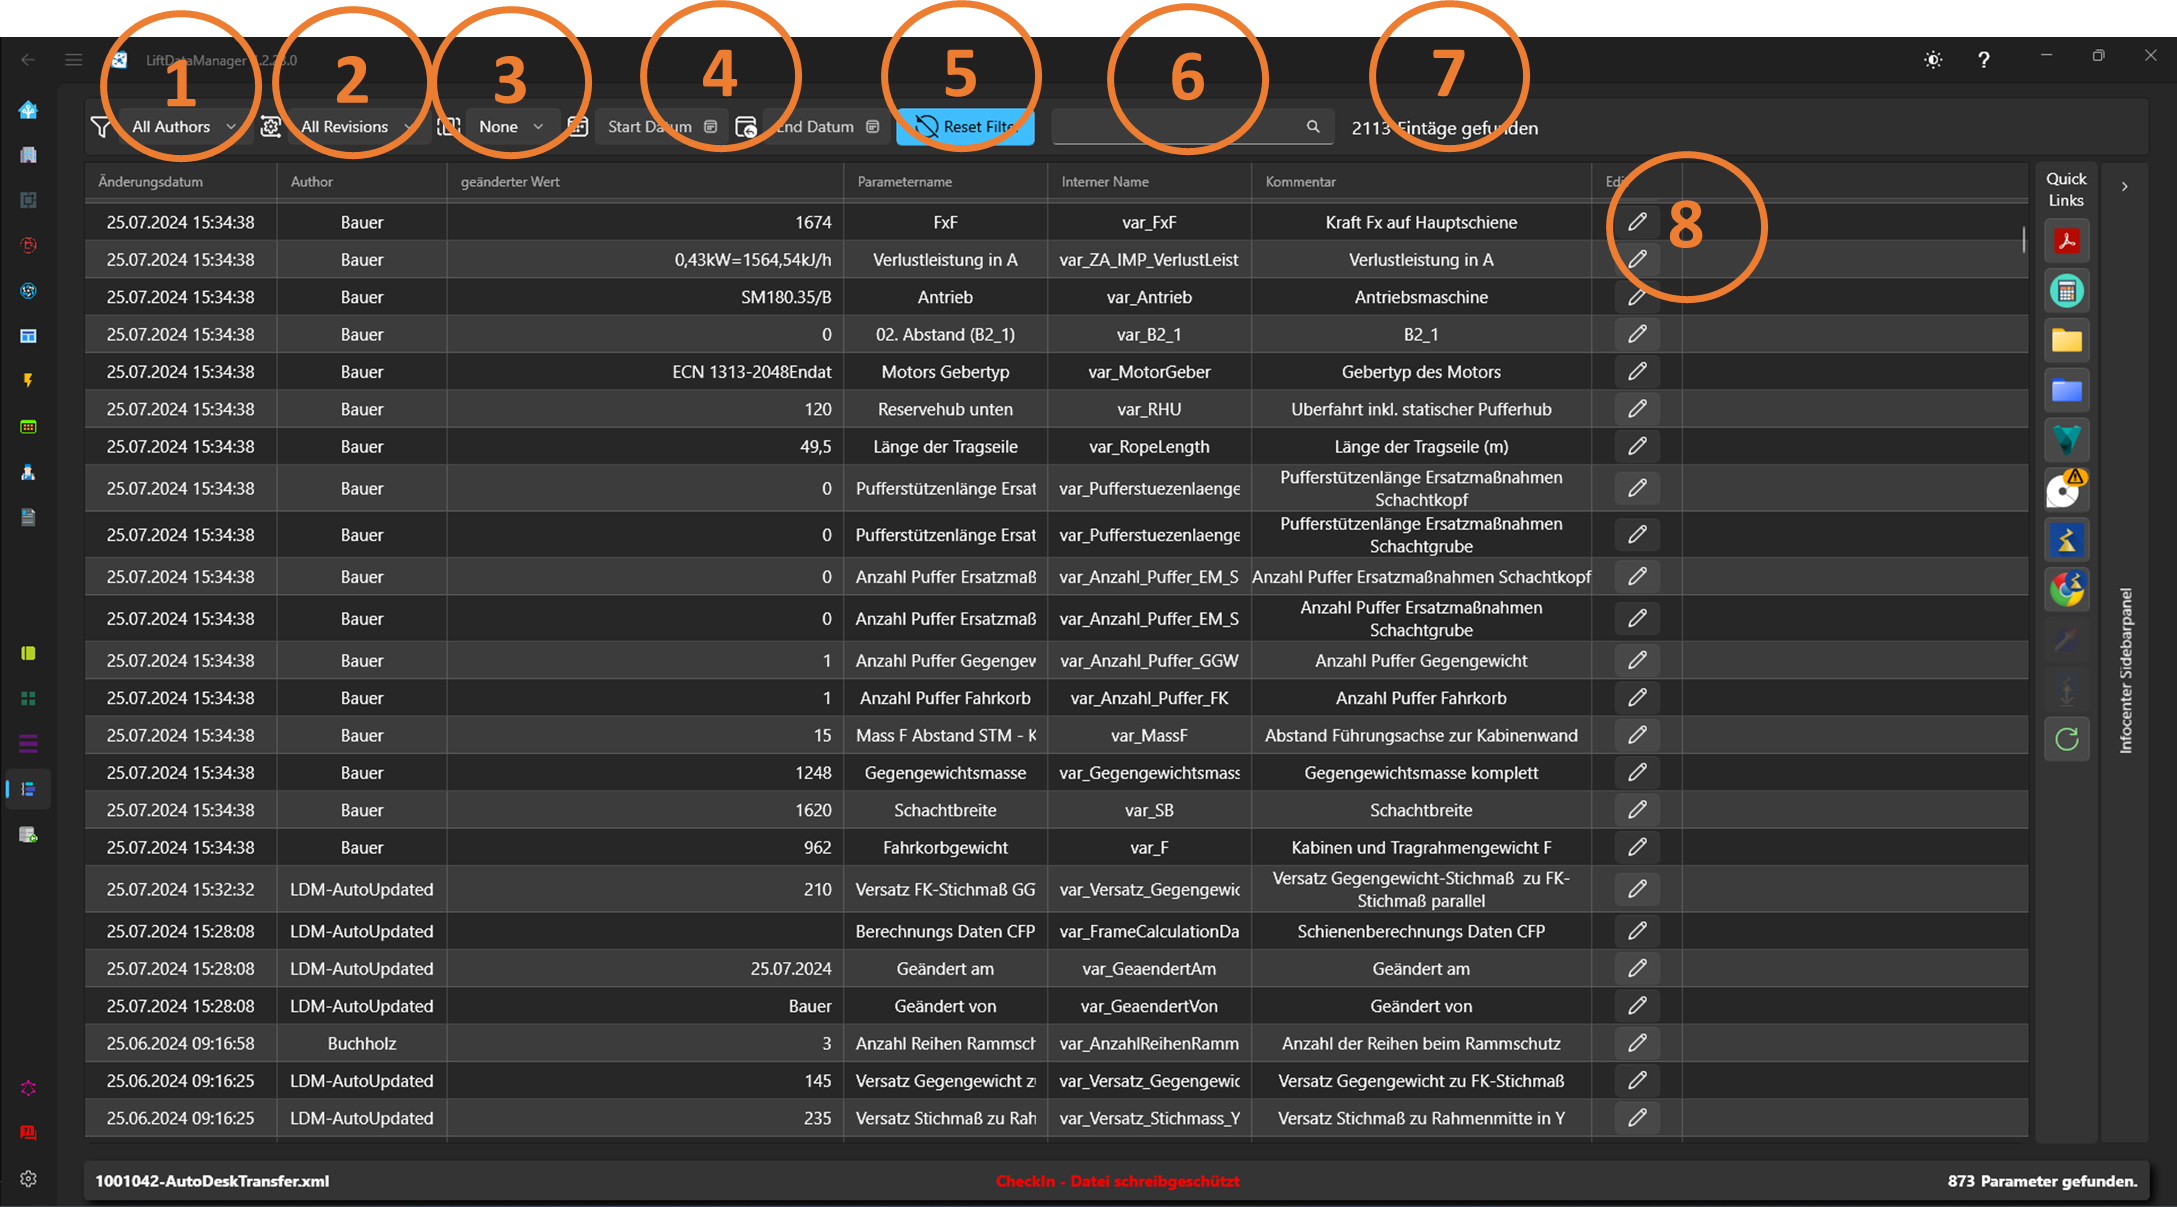 LiftDataManager
1 2 3 4 5 6 7
All Authors All Revisions None Start Datum End Datum Reset Filter 2113 Eintäge gefunden
Änderungsdatum Author geänderter Wert Parametername Interner Name Kommentar Edit
8
25.07.2024 15:34:38 Bauer 1674 FxF var_FxF Kraft Fx auf Hauptschiene
25.07.2024 15:34:38 Bauer 0,43kW=1564,54kJ/h Verlustleistung in A var_ZA_IMP_VerlustLeist Verlustleistung in A
25.07.2024 15:34:38 Bauer SM180.35/B Antrieb var_Antrieb Antriebsmaschine
25.07.2024 15:34:38 Bauer 0 02. Abstand (B2_1) var_B2_1 B2_1
25.07.2024 15:34:38 Bauer ECN 1313-2048Endat Motors Gebertyp var_MotorGeber Gebertyp des Motors
25.07.2024 15:34:38 Bauer 120 Reservehub unten var_RHU Uberfahrt inkl. statischer Pufferhub
25.07.2024 15:34:38 Bauer 49,5 Länge der Tragseile var_RopeLength Länge der Tragseile (m)
25.07.2024 15:34:38 Bauer 0 Pufferstützenlänge Ersat var_Pufferstuezenlaenge Pufferstützenlänge Ersatzmaßnahmen
Schachtkopf
25.07.2024 15:34:38 Bauer 0 Pufferstützenlänge Ersat var_Pufferstuezenlaenge Pufferstützenlänge Ersatzmaßnahmen
Schachtgrube
25.07.2024 15:34:38 Bauer 0 Anzahl Puffer Ersatzmaß var_Anzahl_Puffer_EM_S Anzahl Puffer Ersatzmaßnahmen Schachtkopf
25.07.2024 15:34:38 Bauer 0 Anzahl Puffer Ersatzmaß var_Anzahl_Puffer_EM_S Anzahl Puffer Ersatzmaßnahmen
Schachtgrube
25.07.2024 15:34:38 Bauer 1 Anzahl Puffer Gegengew var_Anzahl_Puffer_GGW Anzahl Puffer Gegengewicht
25.07.2024 15:34:38 Bauer 1 Anzahl Puffer Fahrkorb var_Anzahl_Puffer_FK Anzahl Puffer Fahrkorb
25.07.2024 15:34:38 Bauer 15 Mass F Abstand STM - K var_MassF Abstand Führungsachse zur Kabinenwand
25.07.2024 15:34:38 Bauer 1248 Gegengewichtsmasse var_Gegengewichtsmass Gegengewichtsmasse komplett
25.07.2024 15:34:38 Bauer 1620 Schachtbreite var_SB Schachtbreite
25.07.2024 15:34:38 Bauer 962 Fahrkorbgewicht var_F Kabinen und Tragrahmengewicht F
25.07.2024 15:32:32 LDM-AutoUpdated 210 Versatz FK-Stichmaß GG var_Versatz_Gegengewic Versatz Gegengewicht-Stichmaß zu FK-
Stichmaß parallel
25.07.2024 15:28:08 LDM-AutoUpdated Berechnungs Daten CFP var_FrameCalculationDa Schienenberechnungs Daten CFP
25.07.2024 15:28:08 LDM-AutoUpdated 25.07.2024 Geändert am var_GeaendertAm Geändert am
25.07.2024 15:28:08 LDM-AutoUpdated Bauer Geändert von var_GeaendertVon Geändert von
25.06.2024 09:16:58 Buchholz 3 Anzahl Reihen Rammsch var_AnzahlReihenRamm Anzahl der Reihen beim Rammschutz
25.06.2024 09:16:25 LDM-AutoUpdated 145 Versatz Gegengewicht zu var_Versatz_Gegengewic Versatz Gegengewicht zu FK-Stichmaß
25.06.2024 09:16:25 LDM-AutoUpdated 235 Versatz Stichmaß zu Rah var_Versatz_Stichmass_Y Versatz Stichmaß zu Rahmenmitte in Y
Quick
Links
Infocenter Sidebarpanel
1001042-AutoDeskTransfer.xml CheckIn - Datei schreibgeschützt 873 Parameter gefunden.